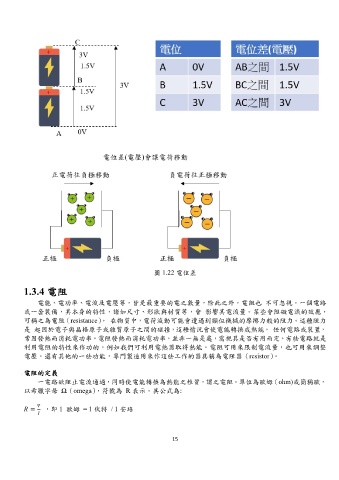 C
3V
1.5V
B
3V
1.5V
1.5V
A 0V
電位 電位差(電壓)
A 0V AB之間 1.5V
B 1.5V BC之間 1.5V
C 3V AC之間 3V
電位差(電壓)會讓電荷移動
正電荷往負極移動 負電荷往正極移動
正極 負極 正極 負極
圖 1.22 電位差
1.3.4 電阻
電能、電功率、電流及電壓等,皆是最重要的電之數量,除此之外,電阻也 不可忽視。一個電路
或一套裝備,其本身的特性,諸如尺寸、形狀與材質等,會 影響其電流量,甚至會阻礙電流的流應,
可稱之為電阻(resistance)。在物質中,電荷流動可能會遭遇到類似機械的摩擦力般的阻力,這種阻力
是 起因於電子與晶格原子或雜質原子之間的碰撞,這種情況會使電能轉換成熱能。 任何電路或裝置,
常用發熱的消耗電功率,電阻發熱的消耗電功率,並非一無是處,需視其是否有用而定,有些電路就是
利用電阻的特性來作功的,例如我們可利用電熱器取得熱能。電阻可用來限制電流量,也可用來調整
電壓,還有其他的一些功能,專門製造用來作這些工作的器具稱為電阻器(resistor)。
電阻的定義
一電路欲阻止電流通過,同時使電能轉換為熱能之性質,謂之電阻,單位為歐姆(ohm)或簡稱歐,
以希臘字母 Ω(omega),符號為 R 表示,其公式為:
R = V/I ,即 1 歐姆 =1 伏特 / 1 安培
15